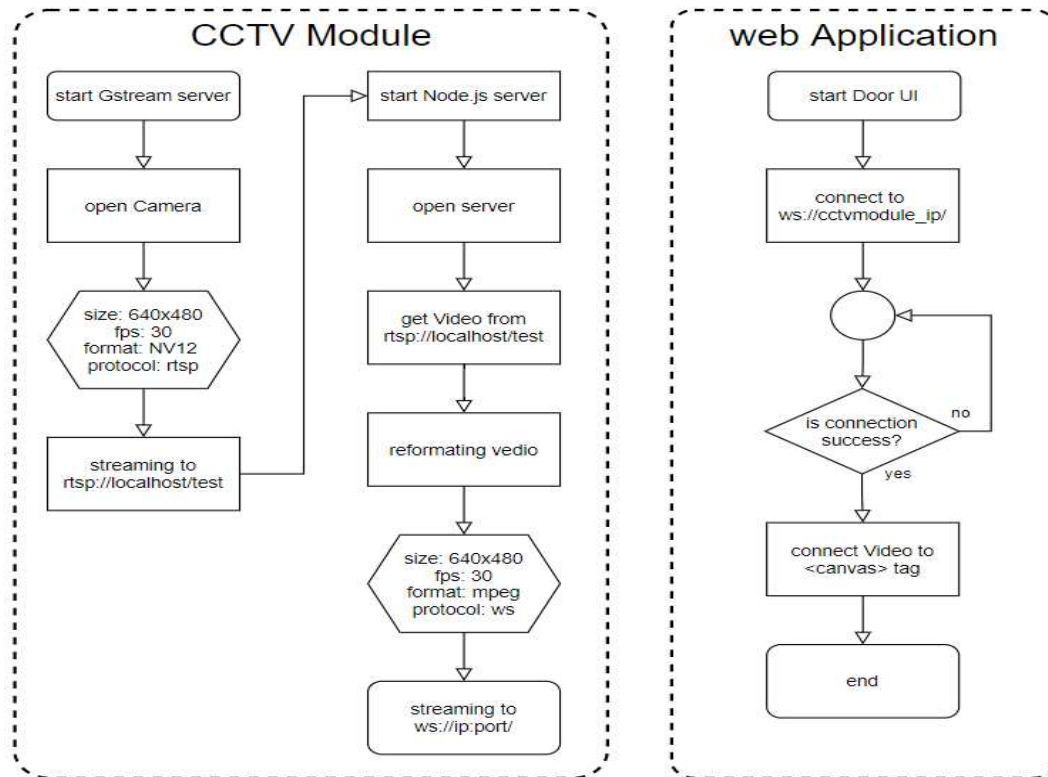 CCTV Module
start Gstream server
open Camera
size: 640x480
fps: 30
format: NV12
protocol: rtsp
streaming to
rtsp://localhost/test
start Node.js server
open server
get Video from
rtsp://localhost/test
reformating vedio
size: 640x480
fps: 30
format: mpeg
protocol: ws
streaming to
ws://ip:port/
web Application
start Door UI
connect to
ws://cctvmodule_ip/
is connection
success?
no
yes
connect Video to
<canvas> tag
end